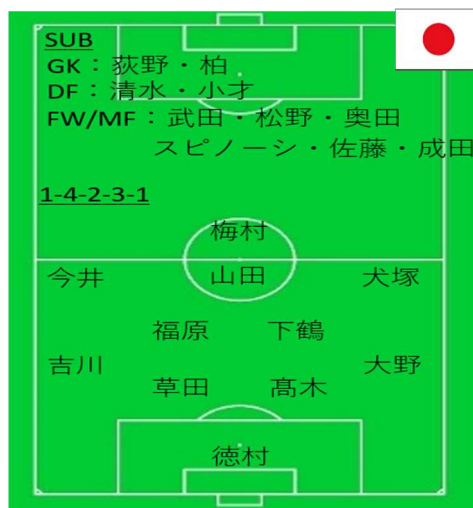 SUB
GK：荻野・柏
DF：清水・小才
FW/MF：武田・松野・奥田
スピノーシ・佐藤・成田
1-4-2-3-1
梅村
今井 山田 犬塚
福原 下鶴
吉川 大野
草田 髙木
徳村